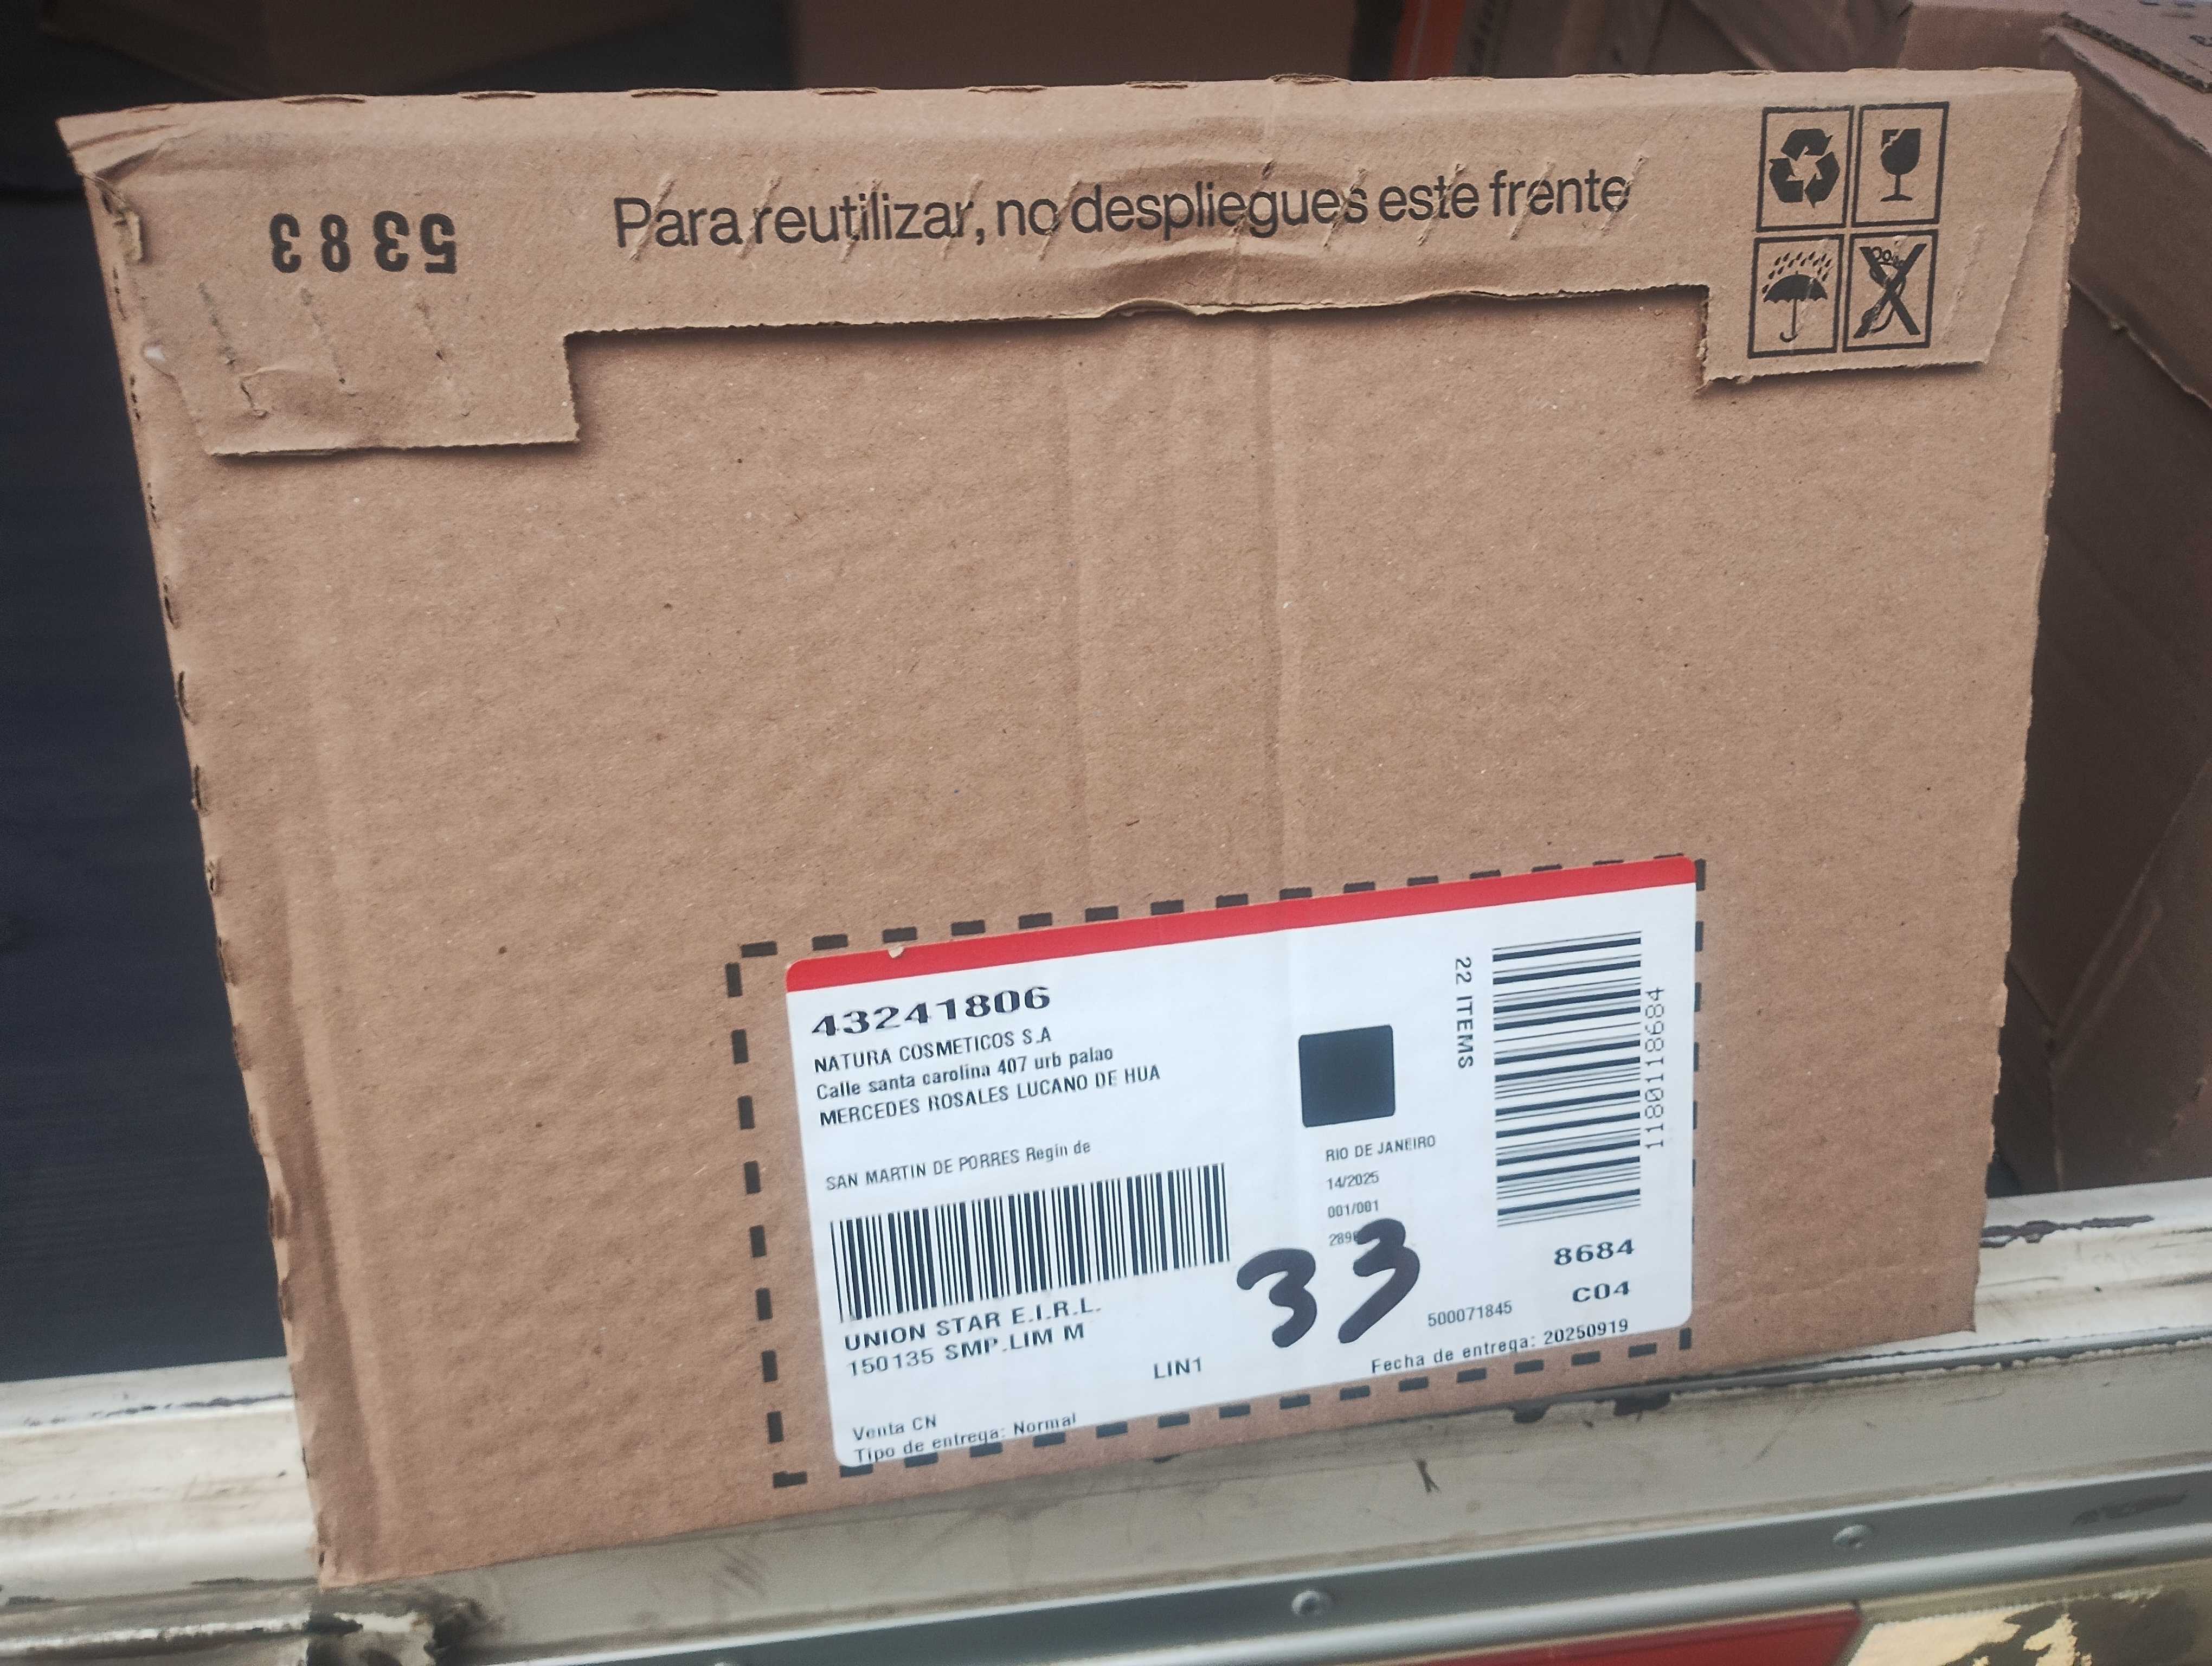 5383
Para reutilizar, no despliegues este frente
43241806
NATURA COSMETICOS S.A
Calle santa carolina 407 urb palao
MERCEDES ROSALES LUCANO DE HUA
SAN MARTIN DE PORRES Regin de
UNION STAR E.I.R.L.
150135 SMP.LIM M
LIN1
Venta CN
Tipo de entrega: Normal
RIO DE JANEIRO
14/2025
001/001
33
22 ITEMS
1180118684
8684
C04
500071845
Fecha de entrega: 20250919